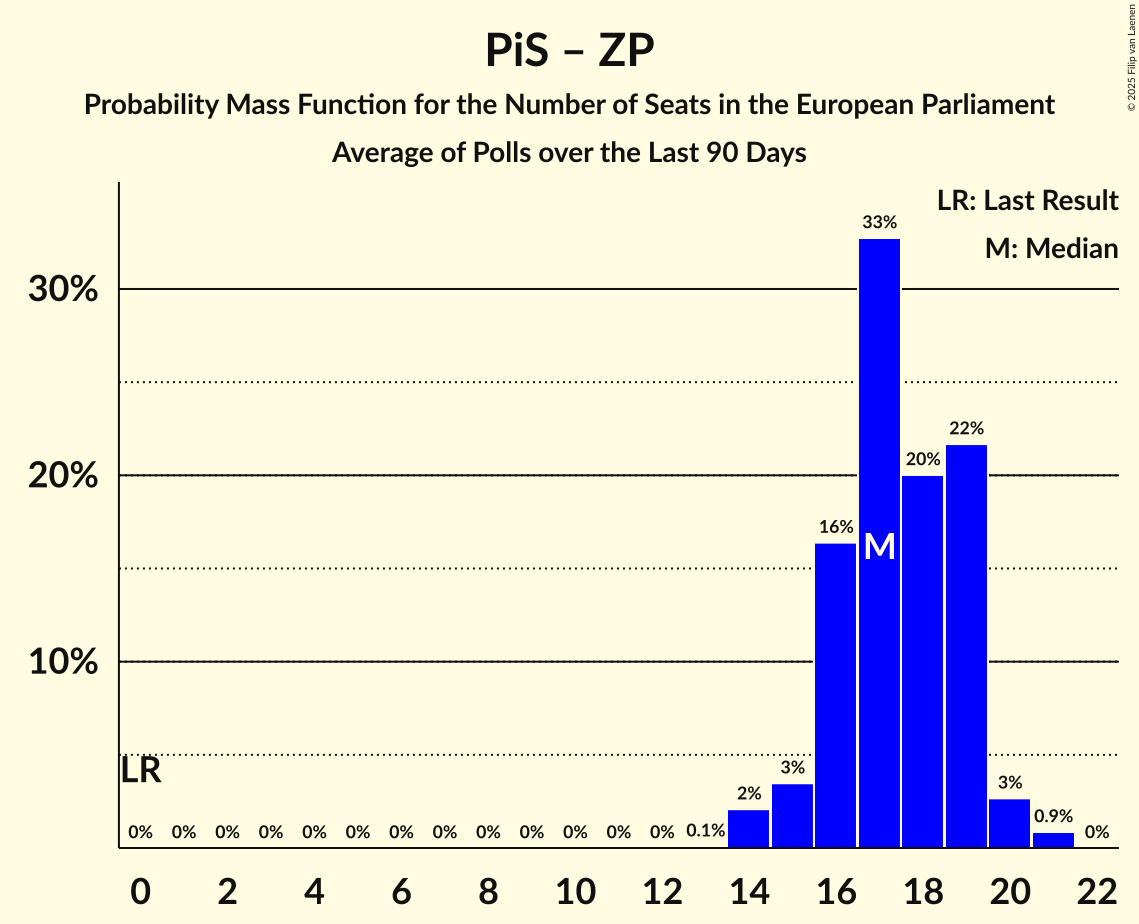 PiS – ZP
Probability Mass Function for the Number of Seats in the European Parliament
Average of Polls over the Last 90 Days
© 2025 Filip van Laenen
LR: Last Result
M: Median
30%
20%
10%
LR
M
0% 0% 0% 0% 0% 0% 0% 0% 0% 0% 0% 0% 0% 0.1% 2% 3% 16% 33% 20% 22% 3% 0.9% 0%
0 2 4 6 8 10 12 14 16 18 20 22